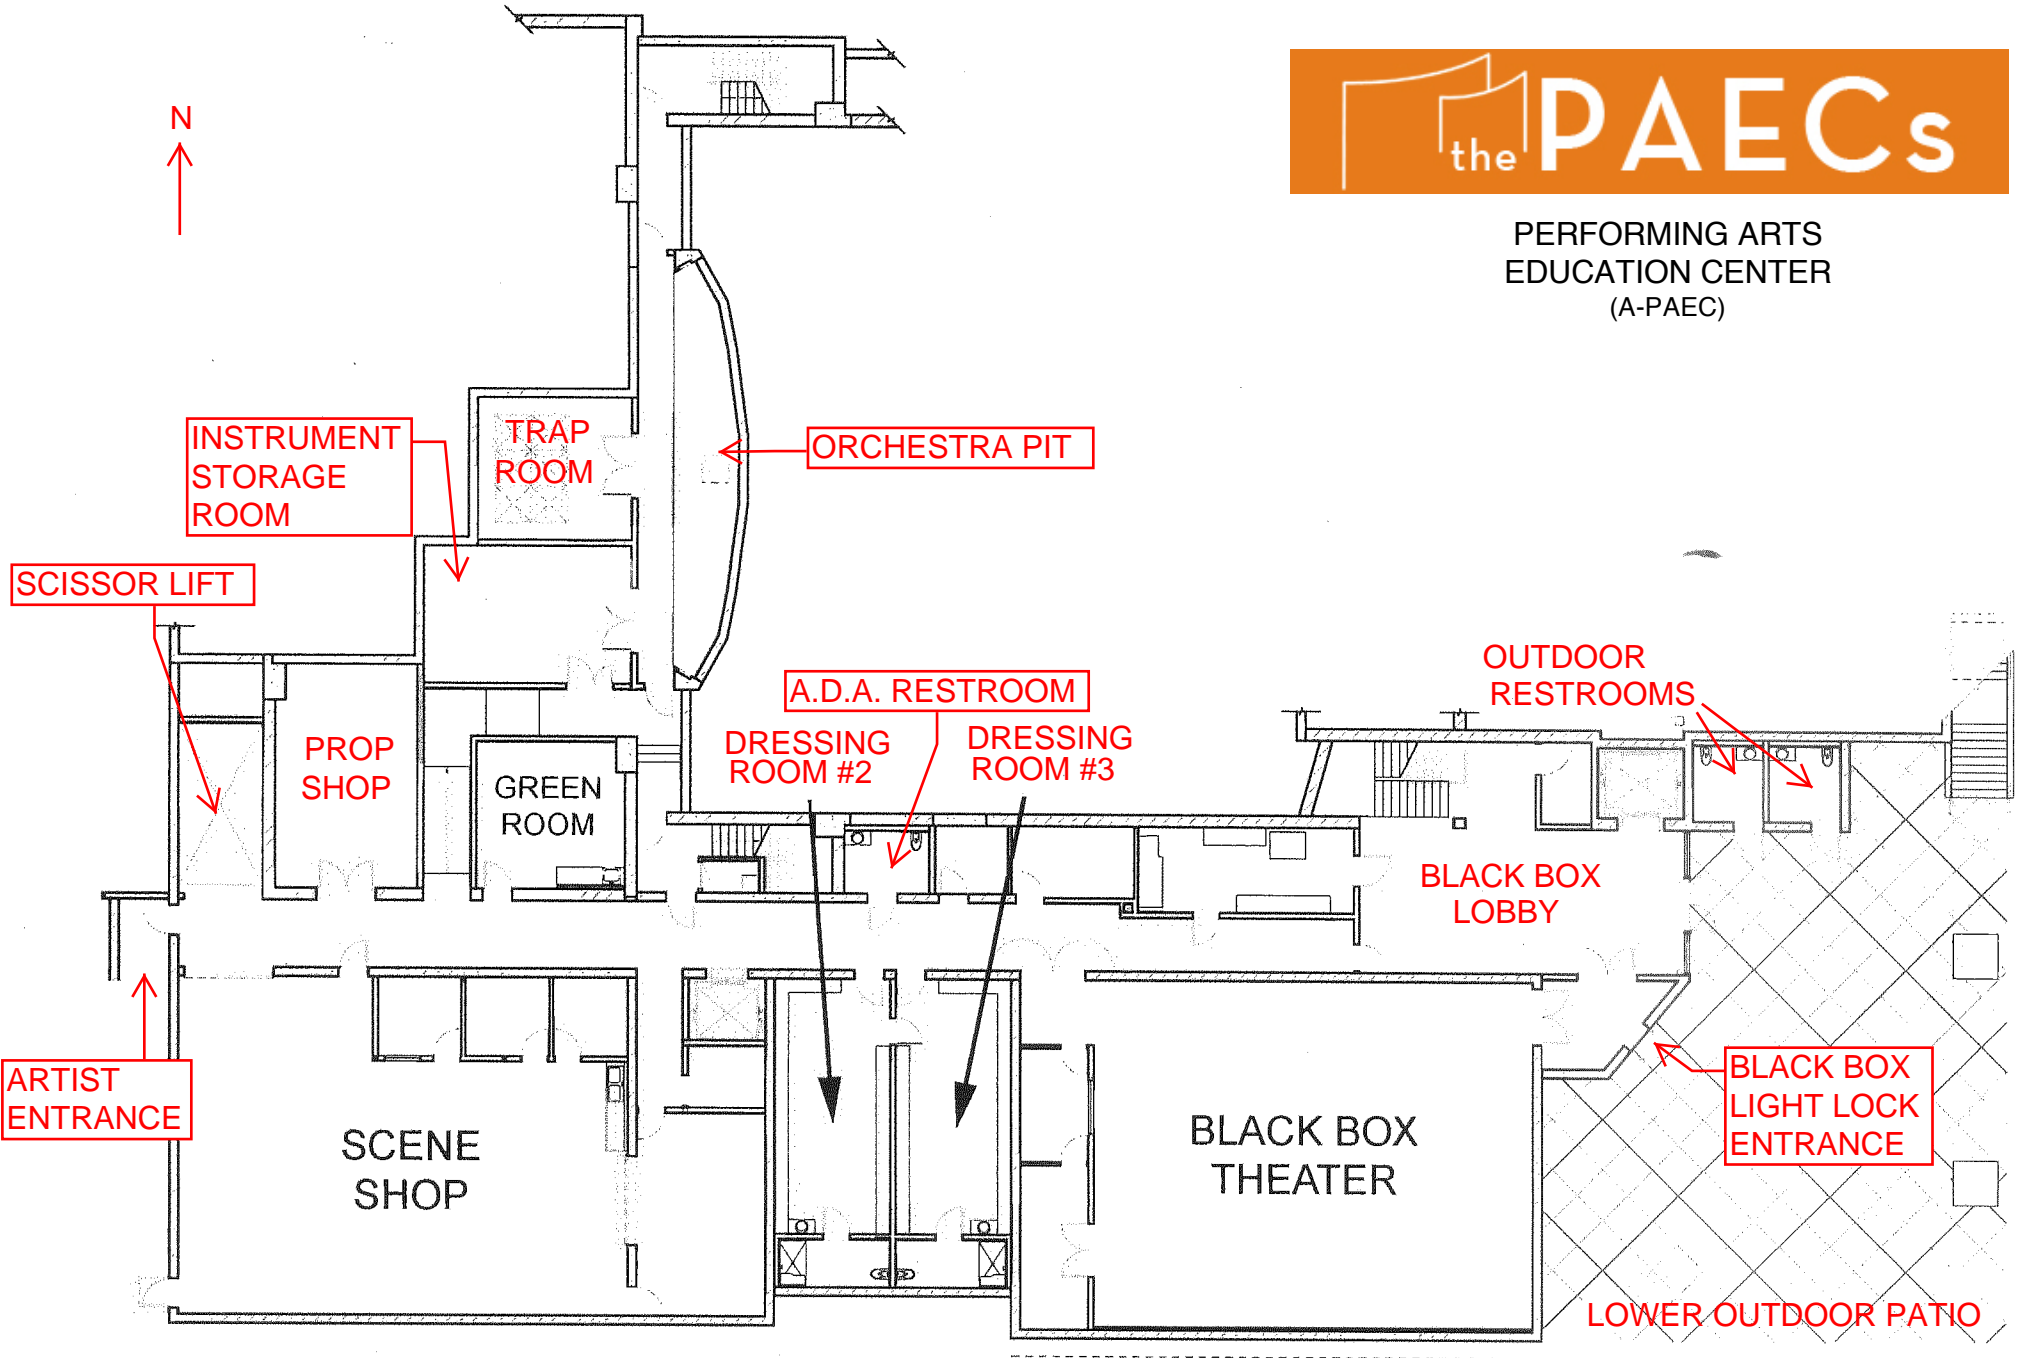 N
the PAECs
PERFORMING ARTS
EDUCATION CENTER
(A-PAEC)
INSTRUMENT
STORAGE
ROOM
TRAP
ROOM
ORCHESTRA PIT
SCISSOR LIFT
A.D.A. RESTROOM
OUTDOOR
RESTROOMS
PROP
SHOP
GREEN
ROOM
DRESSING
ROOM #2
DRESSING
ROOM #3
BLACK BOX
LOBBY
ARTIST
ENTRANCE
SCENE
SHOP
BLACK BOX
THEATER
BLACK BOX
LIGHT LOCK
ENTRANCE
LOWER OUTDOOR PATIO